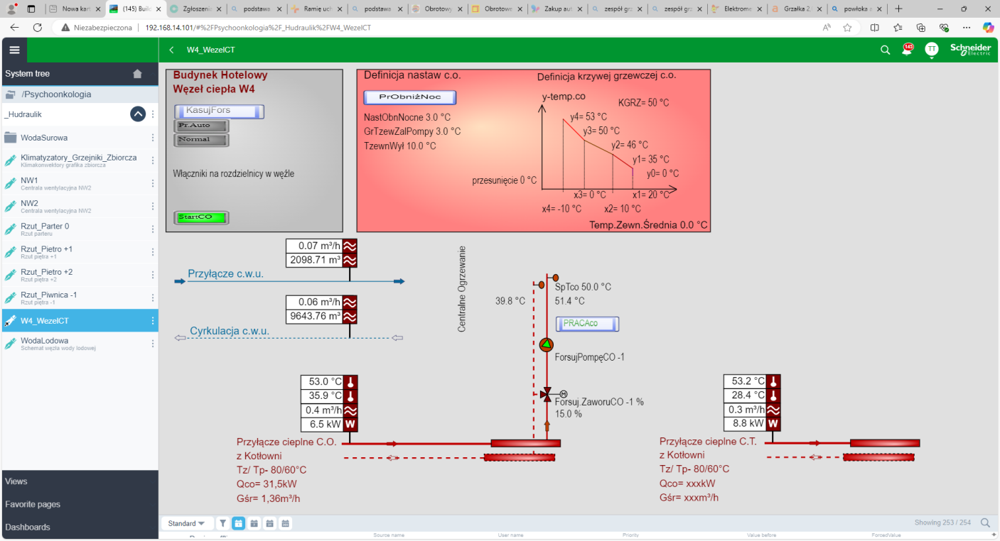 Nowa kart
(145) Builc
Zgłoszenie
podstawa
Ramię uch
podstawa
Obrotowy
Obrotowe
Zakup aut
zespół grz
zespół grz
Elektrome
Grzałka 2,
powłoka
Niezabezpieczona
192.168.14.101/#%2FPsychoonkologia%2F_Hudraulik%2FW4_WezelCT
W4_WezelCT
145
TT
Schneider
Electric
System tree
/Psychoonkologia
_Hudraulik
WodaSurowa
Klimatyzatory_Grzejniki_Zbiorcza
Klimakonwektory grafika zbiorcza
NW1
Centrala wentylacyjna NW2
NW2
Centrala wentylacyjna NW2
Rzut_Parter 0
Rzut parteru
Rzut_Pietro +1
Rzut piętra +1
Rzut_Pietro +2
Rzut piętra +2
Rzut_Piwnica -1
Rzut piętra -1
W4_WezelCT
WodaLodowa
Schemat węzła wody lodowej
Views
Favorite pages
Dashboards
Budynek Hotelowy
Węzeł ciepła W4
KasujFors
Pr.Auto
Normal
Włączniki na rozdzielnicy w węźle
StartCO
Definicja nastaw c.o.
PrObniżNoc
NastObnNocne 3.0 °C
GrTzewZalPompy 3.0 °C
TzewnWył 10.0 °C
Definicja krzywej grzewczej c.o.
y-temp.co
KGRZ= 50 °C
y4= 53 °C
y3= 50 °C
y2= 46 °C
y1= 35 °C
y0= 0 °C
przesunięcie 0 °C
x3= 0 °C
x1= 20 °C
x4= -10 °C
x2= 10 °C
Temp.Zewn.Średnia 0.0 °C
0.07 m³/h
2098.71 m³
Przyłącze c.w.u.
0.06 m³/h
9643.76 m³
Cyrkulacja c.w.u.
Centralne Ogrzewanie
39.8 °C
SpTco 50.0 °C
51.4 °C
PRACAco
ForsujPompęCO -1
M
Forsuj.ZaworuCO -1 %
15.0 %
53.0 °C
35.9 °C
0.4 m³/h
6.5 kW
W
Przyłącze cieplne C.O.
z Kotłowni
Tz/ Tp- 80/60°C
Qco= 31,5kW
Gśr= 1,36m³/h
53.2 °C
28.4 °C
0.3 m³/h
8.8 kW
W
Przyłącze cieplne C.T.
z Kotłowni
Tz/ Tp- 80/60°C
Qco= xxxkW
Gśr= xxxm³/h
Standard
Showing 253 / 254
Source name
User name
Priority
Value before
ForcedValue